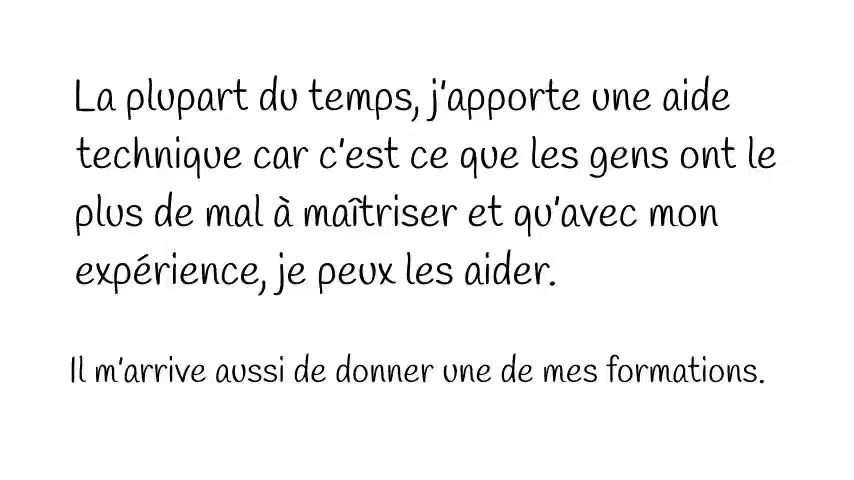 La plupart du temps, j'apporte une aide
technique car c'est ce que les gens ont le
plus de mal à maîtriser et qu'avec mon
expérience, je peux les aider.
Il m'arrive aussi de donner une de mes formations.